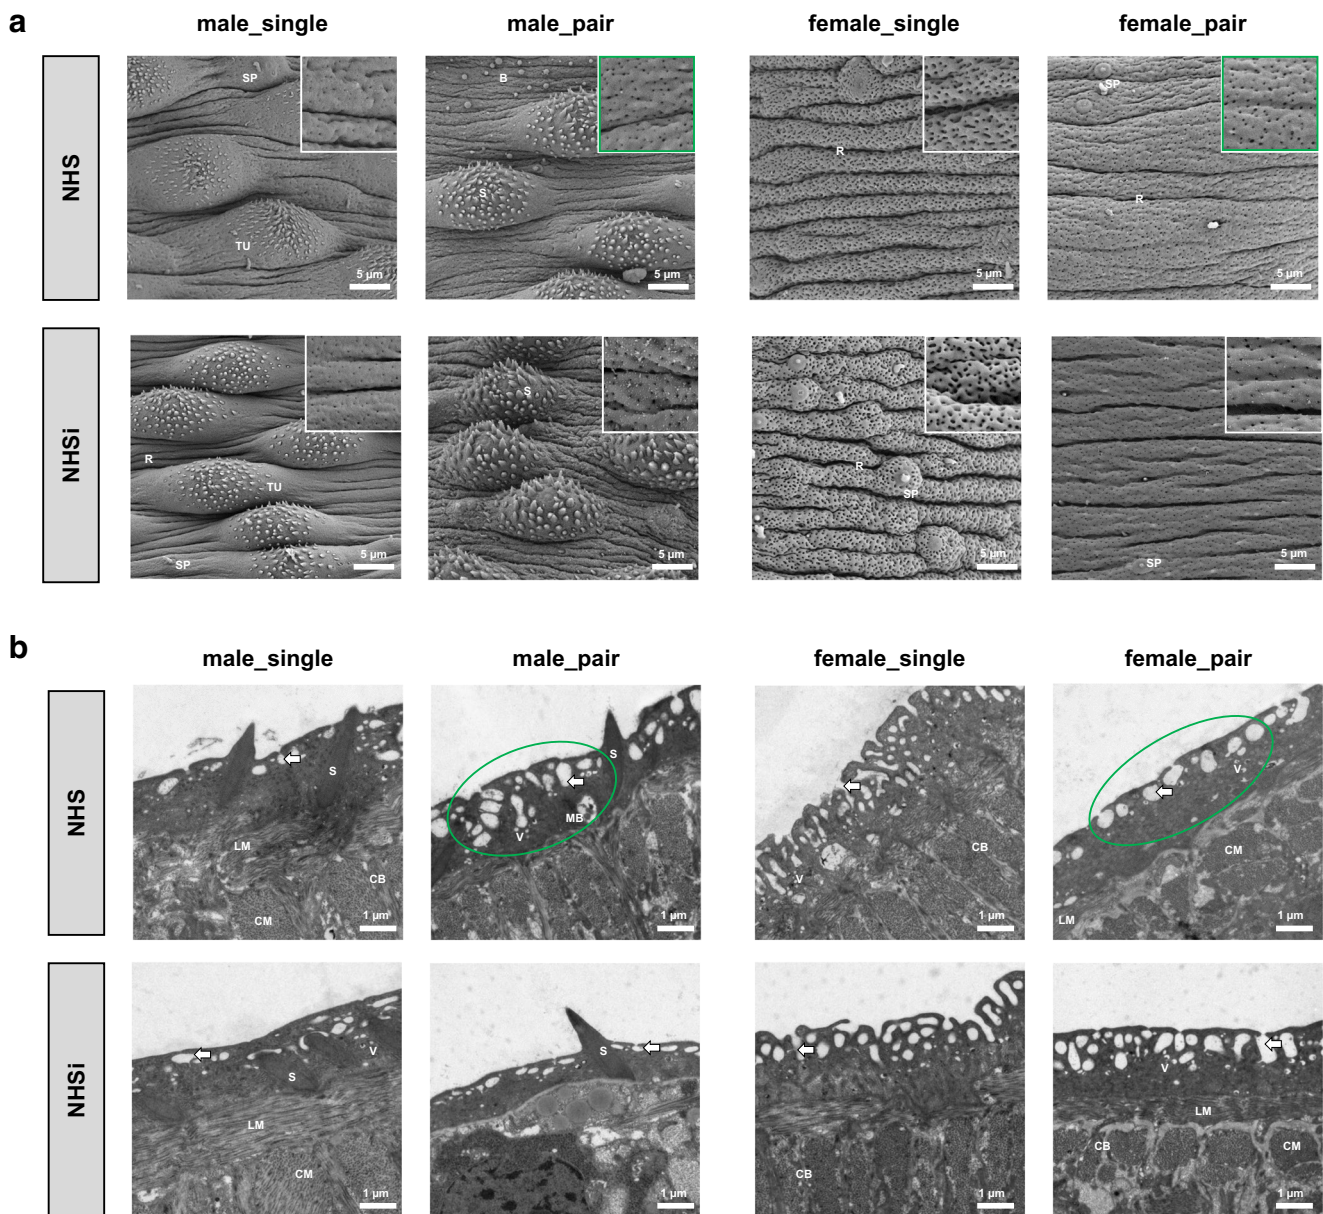 a
male_single
male_pair
female_single
female_pair
NHS
SP
TU
5 µm
B
S
5 µm
R
5 µm
SP
R
5 µm
NHSi
R
TU
SP
5 µm
S
5 µm
R
SP
5 µm
SP
5 µm
b
male_single
male_pair
female_single
female_pair
NHS
S
LM
CB
CM
1 µm
S
MB
V
1 µm
CB
V
1 µm
V
CM
LM
1 µm
NHSi
V
S
LM
CM
1 µm
S
1 µm
CB
1 µm
V
LM
CB
CM
1 µm